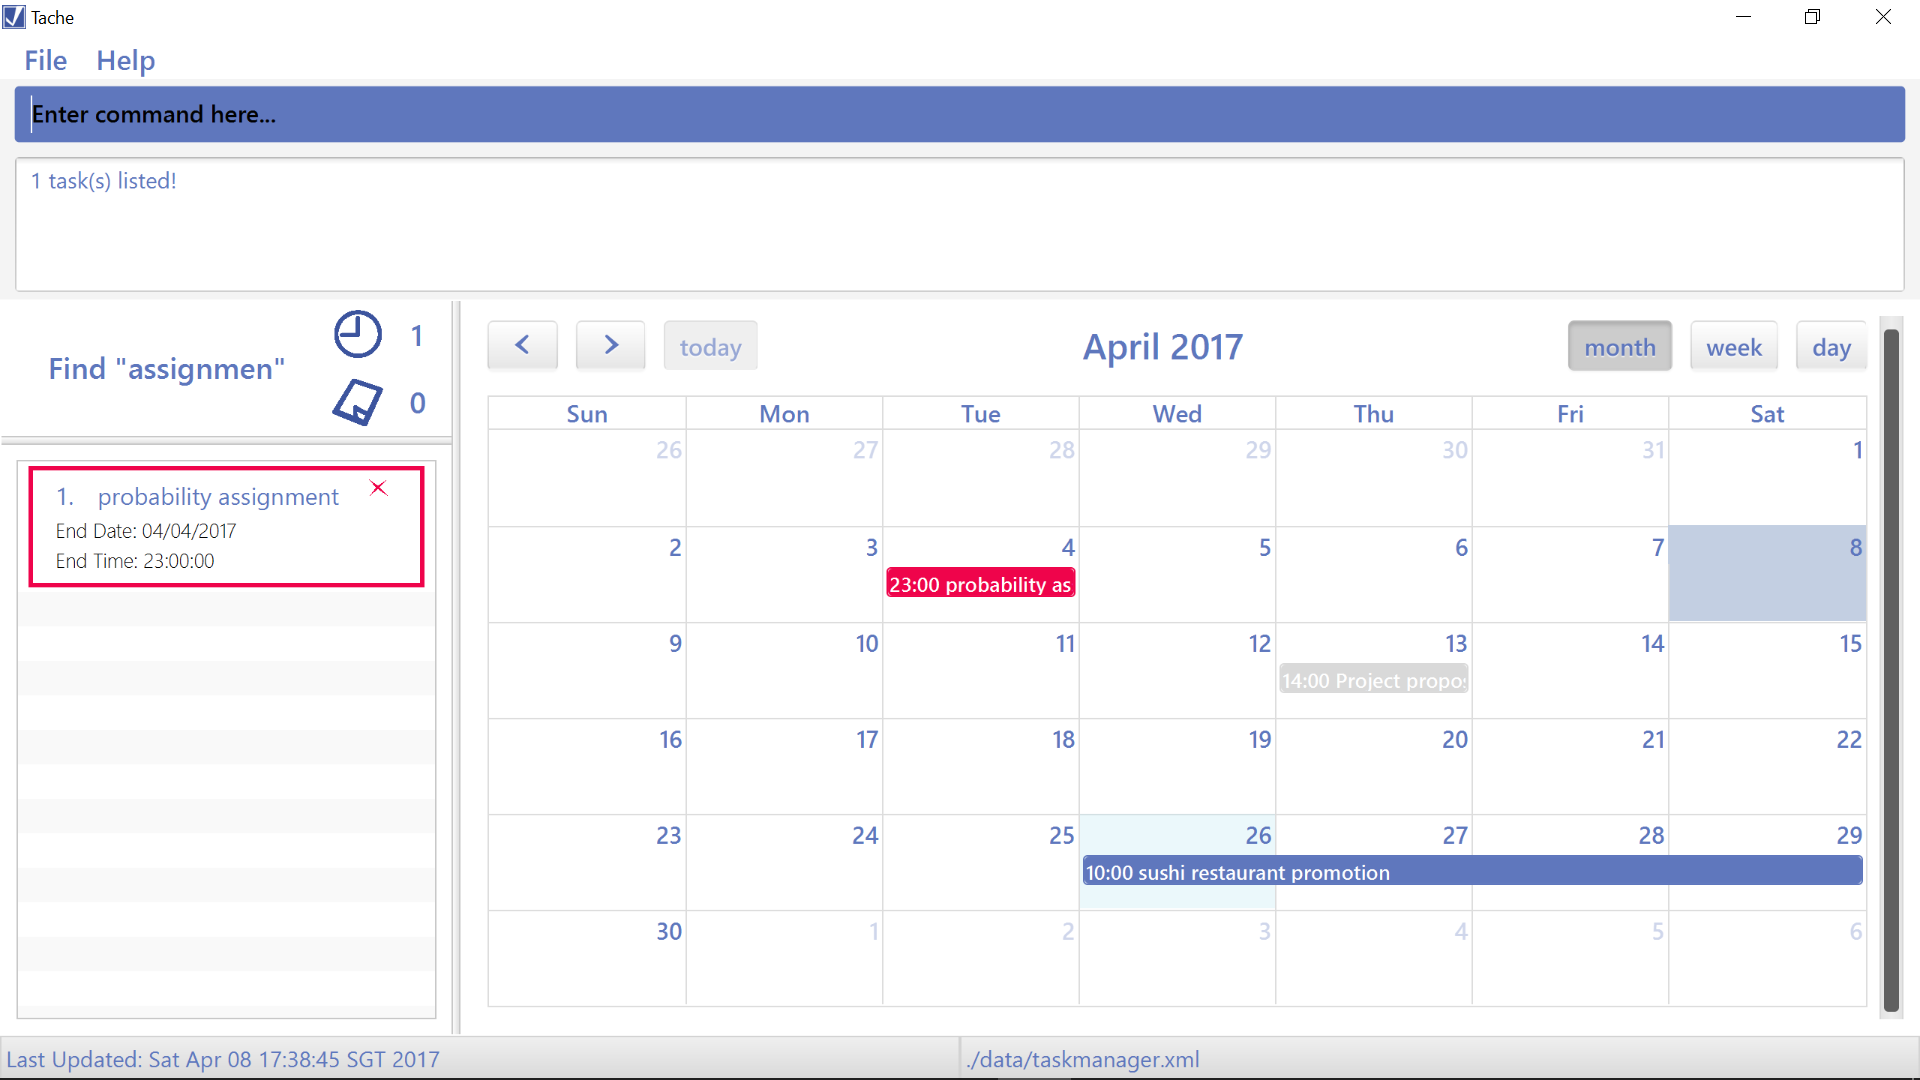 Tache
File Help
Enter command here...
1 task(s) listed!
Find "assignmen"
1
0
1. probability assignment
End Date: 04/04/2017
End Time: 23:00:00
< > today April 2017 month week day
Sun Mon Tue Wed Thu Fri Sat
26 27 28 29 30 31 1
2 3 4 5 6 7 8
23:00 probability as
9 10 11 12 13 14 15
14:00 Project propo
16 17 18 19 20 21 22
23 24 25 26 27 28 29
10:00 sushi restaurant promotion
30 1 2 3 4 5 6
Last Updated: Sat Apr 08 17:38:45 SGT 2017
./data/taskmanager.xml